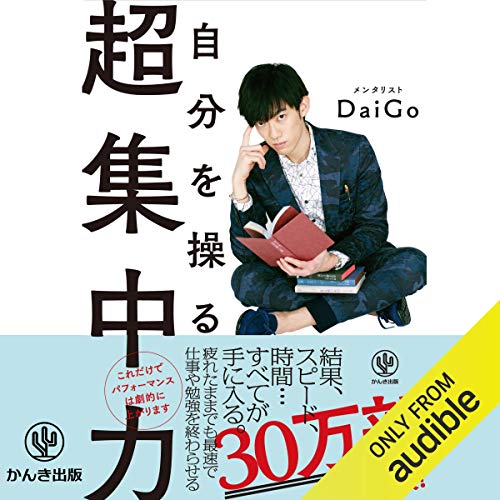 自分を操る
超集中力
メンタリスト
DaiGo
結果、
スピード、
時間…
すべてが
手に入る。
疲れたままでも最速で
仕事や勉強を終わらせる
これだけで
パフォーマンス
は劇的に
上がります
30万
かんき出版
かんき出版
ONLY FROM
audible